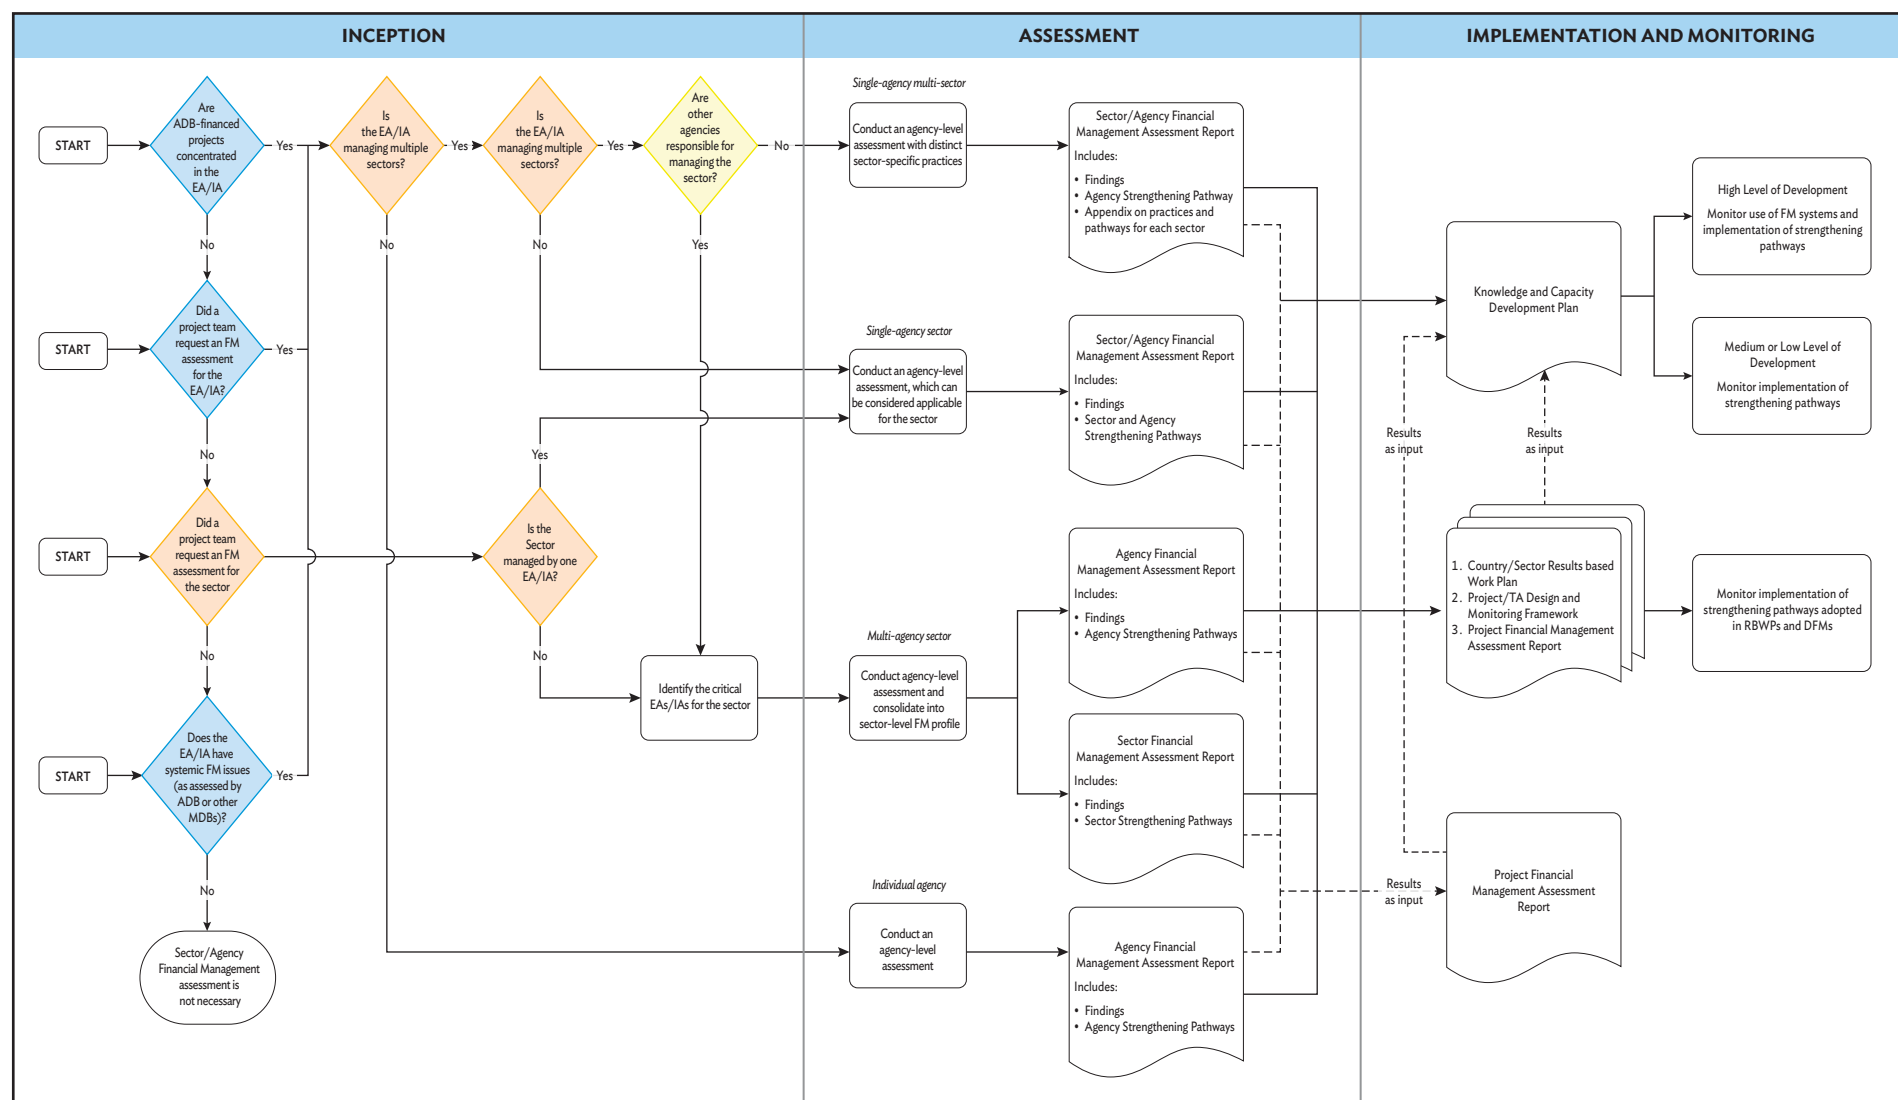 INCEPTION
ASSESSMENT
IMPLEMENTATION AND MONITORING
START
Are
ADB-financed
projects
concentrated
in the
EA/IA
Yes
No
Is
the EA/IA
managing multiple
sectors?
Yes
No
Is
the EA/IA
managing multiple
sectors?
Yes
No
Are
other
agencies
responsible for
managing the
sector?
No
Yes
START
Did a
project team
request an FM
assessment
for the
EA/IA?
Yes
No
START
Did a
project team
request an FM
assessment for
the sector
No
Is the
Sector
managed by one
EA/IA?
Yes
No
Identify the critical
EAs/IAs for the sector
START
Does the
EA/IA have
systemic FM issues
(as assessed by
ADB or other
MDBs)?
Yes
No
Sector/Agency
Financial Management
assessment is
not necessary
Single-agency multi-sector
Conduct an agency-level
assessment with distinct
sector-specific practices
Sector/Agency Financial
Management Assessment Report
Includes:
• Findings
• Agency Strengthening Pathway
• Appendix on practices and
pathways for each sector
Single-agency sector
Conduct an agency-level
assessment, which can
be considered applicable
for the sector
Sector/Agency Financial
Management Assessment Report
Includes:
• Findings
• Sector and Agency
Strengthening Pathways
Multi-agency sector
Conduct agency-level
assessment and
consolidate into
sector-level FM profile
Agency Financial
Management Assessment Report
Includes:
• Findings
• Agency Strengthening Pathways
Sector Financial
Management Assessment Report
Includes:
• Findings
• Sector Strengthening Pathways
Individual agency
Conduct an
agency-level
assessment
Agency Financial
Management Assessment Report
Includes:
• Findings
• Agency Strengthening Pathways
Knowledge and Capacity
Development Plan
High Level of Development
Monitor use of FM systems and
implementation of strengthening
pathways
Medium or Low Level of
Development
Monitor implementation of
strengthening pathways
Results
as input
Results
as input
1. Country/Sector Results based
Work Plan
2. Project/TA Design and
Monitoring Framework
3. Project Financial Management
Assessment Report
Monitor implementation of
strengthening pathways adopted
in RBWPs and DFMs
Results
as input
Project Financial
Management Assessment
Report